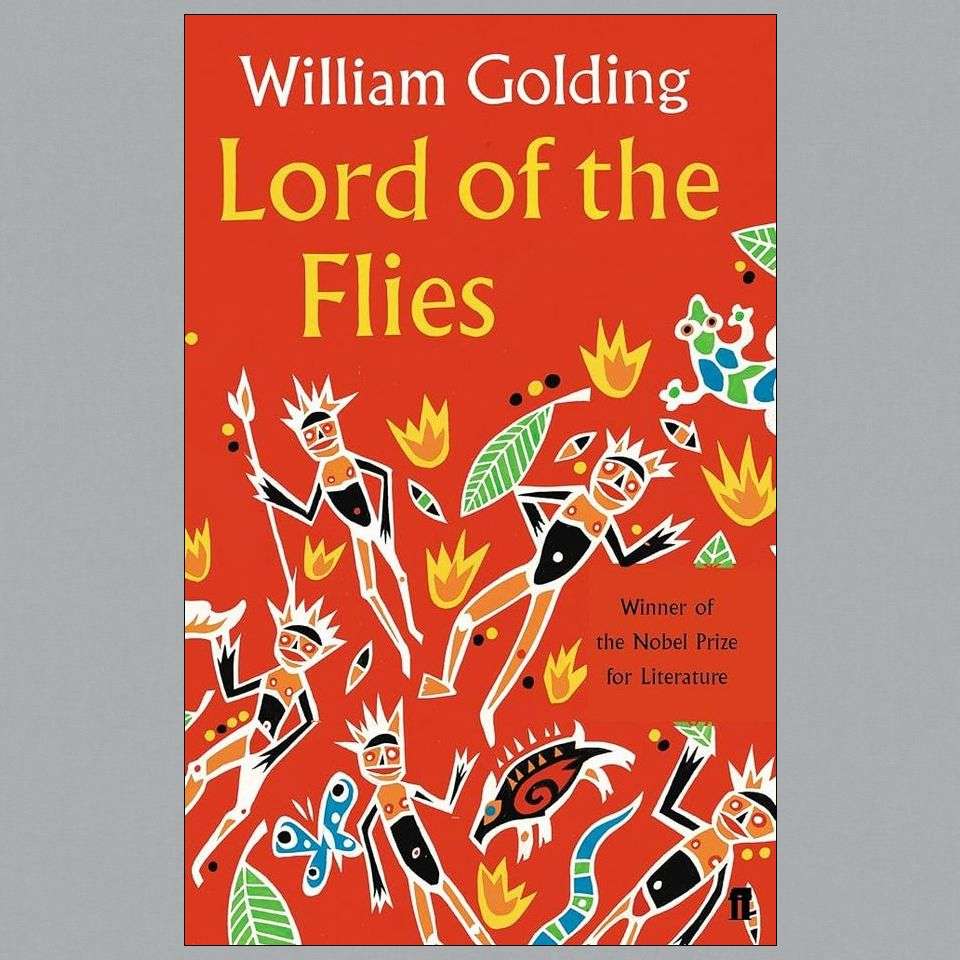 William Golding
Lord of the
Flies
Winner of
the Nobel Prize
for Literature
ff